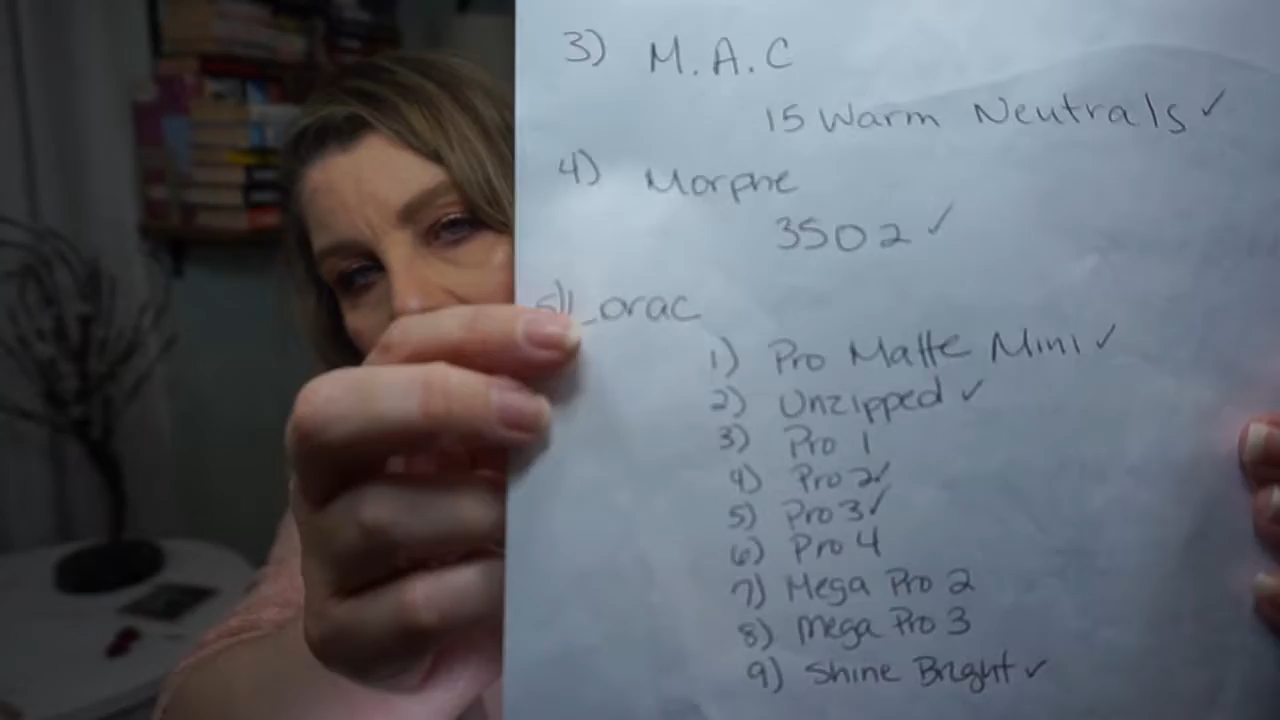 3) M.A.C
15 Warm Neutrals ✓
4) Morphe
3502 ✓
5) Lorac
1) Pro Matte Mini ✓
2) Unzipped ✓
3) Pro 1
4) Pro 2 ✓
5) Pro 3 ✓
6) Pro 4
7) Mega Pro 2
8) Mega Pro 3
9) Shine Bright ✓